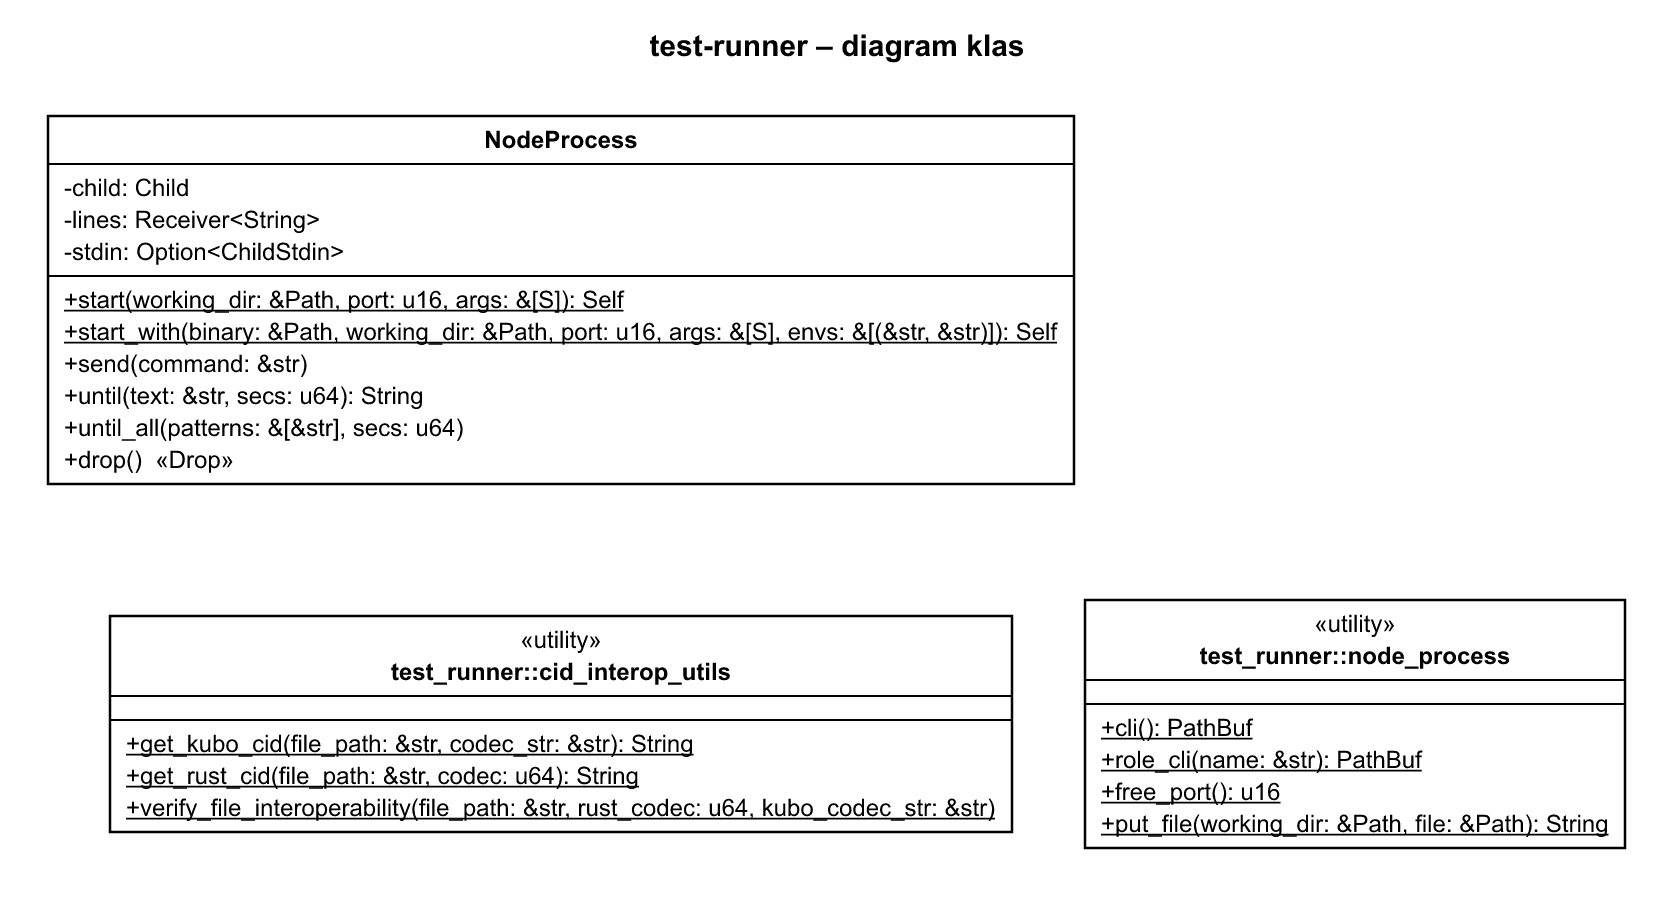 test-runner – diagram klas
NodeProcess
-child: Child
-lines: Receiver<String>
-stdin: Option<ChildStdin>
+start(working_dir: &Path, port: u16, args: &[S]): Self
+start_with(binary: &Path, working_dir: &Path, port: u16, args: &[S], envs: &[(&str, &str)]): Self
+send(command: &str)
+until(text: &str, secs: u64): String
+until_all(patterns: &[&str], secs: u64)
+drop()  «Drop»
«utility»
test_runner::cid_interop_utils
+get_kubo_cid(file_path: &str, codec_str: &str): String
+get_rust_cid(file_path: &str, codec: u64): String
+verify_file_interoperability(file_path: &str, rust_codec: u64, kubo_codec_str: &str)
«utility»
test_runner::node_process
+cli(): PathBuf
+role_cli(name: &str): PathBuf
+free_port(): u16
+put_file(working_dir: &Path, file: &Path): String